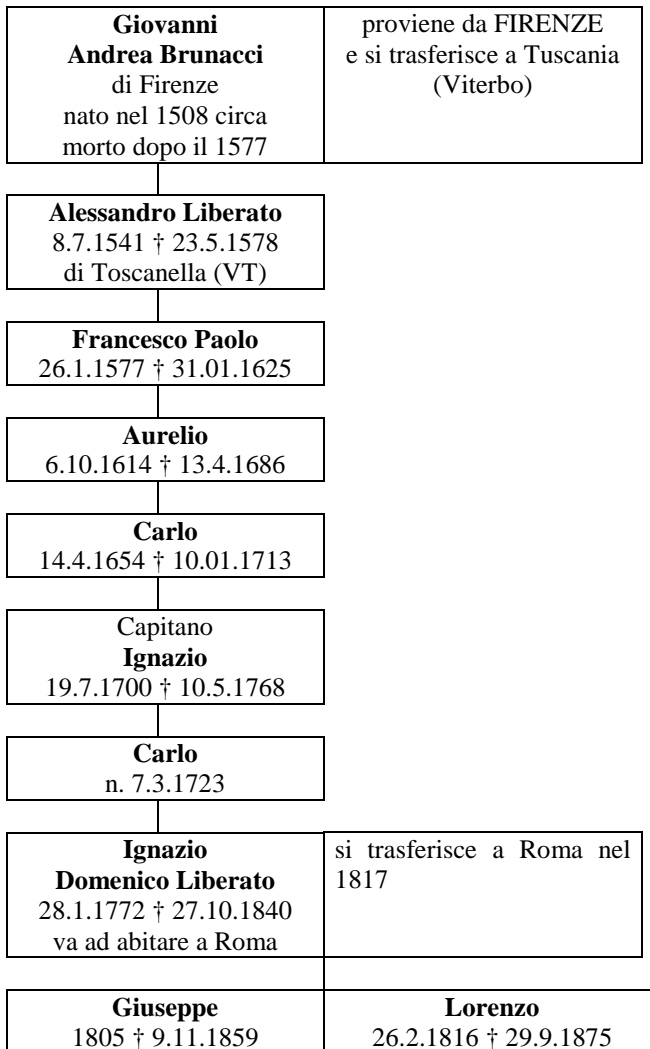 Giovanni
Andrea Brunacci
di Firenze
nato nel 1508 circa
morto dopo il 1577
proviene da FIRENZE
e si trasferisce a Tuscania
(Viterbo)
Alessandro Liberato
8.7.1541 † 23.5.1578
di Toscanella (VT)
Francesco Paolo
26.1.1577 † 31.01.1625
Aurelio
6.10.1614 † 13.4.1686
Carlo
14.4.1654 † 10.01.1713
Capitano
Ignazio
19.7.1700 † 10.5.1768
Carlo
n. 7.3.1723
Ignazio
Domenico Liberato
28.1.1772 † 27.10.1840
va ad abitare a Roma
si trasferisce a Roma nel
1817
Giuseppe
1805 † 9.11.1859
Lorenzo
26.2.1816 † 29.9.1875